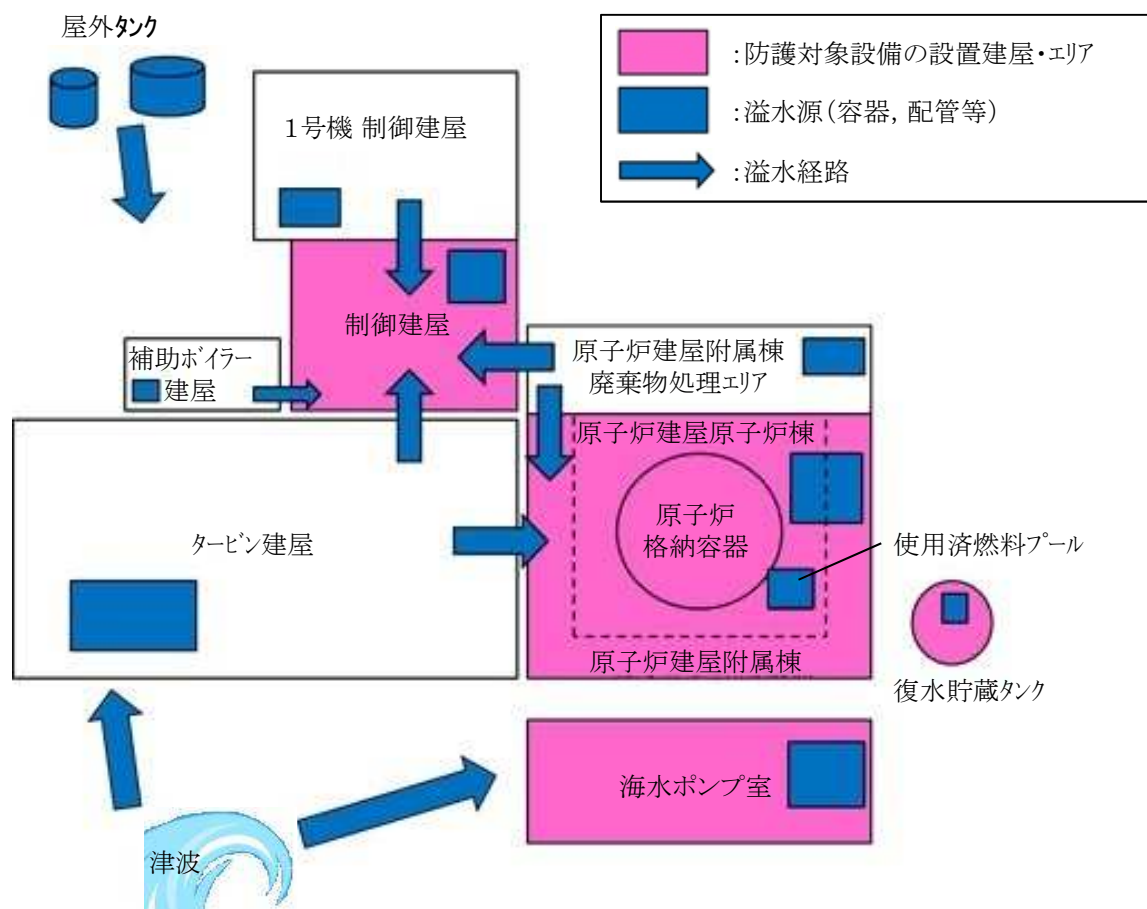 屋外タンク
:防護対象設備の設置建屋・エリア
:溢水源(容器,配管等)
:溢水経路
1号機 制御建屋
制御建屋
補助ボイラー
建屋
原子炉建屋附属棟
廃棄物処理エリア
原子炉建屋原子炉棟
原子炉
格納容器
タービン建屋
使用済燃料プール
原子炉建屋附属棟
復水貯蔵タンク
海水ポンプ室
津波